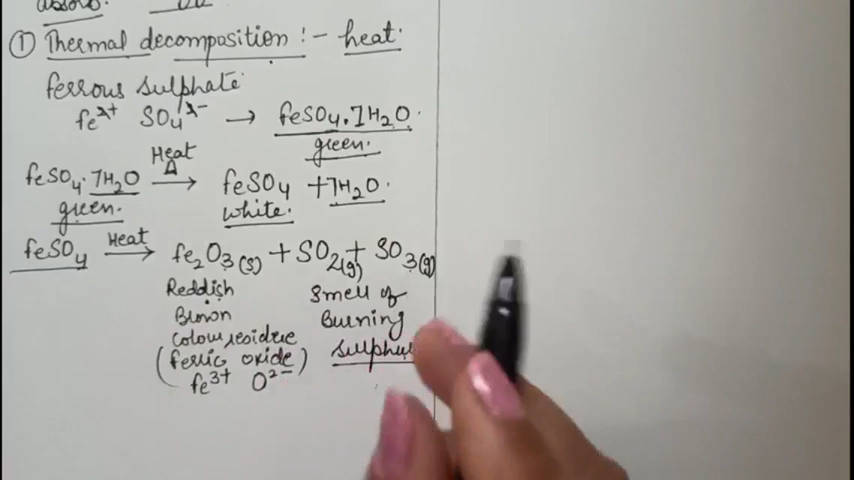 absorb.
① Thermal decomposition :- heat.
ferrous sulphate
fe²⁺ SO₄²⁻ → feSO₄.7H₂O.
green.
feSO₄.7H₂O Heat Δ → feSO₄ + 7H₂O.
green. white.
feSO₄ Heat → fe₂O₃(s) + SO₂(g) + SO₃(g)
Reddish Smell of
Brown Burning
colour residue sulphur
(ferric oxide)
fe³⁺ O²⁻